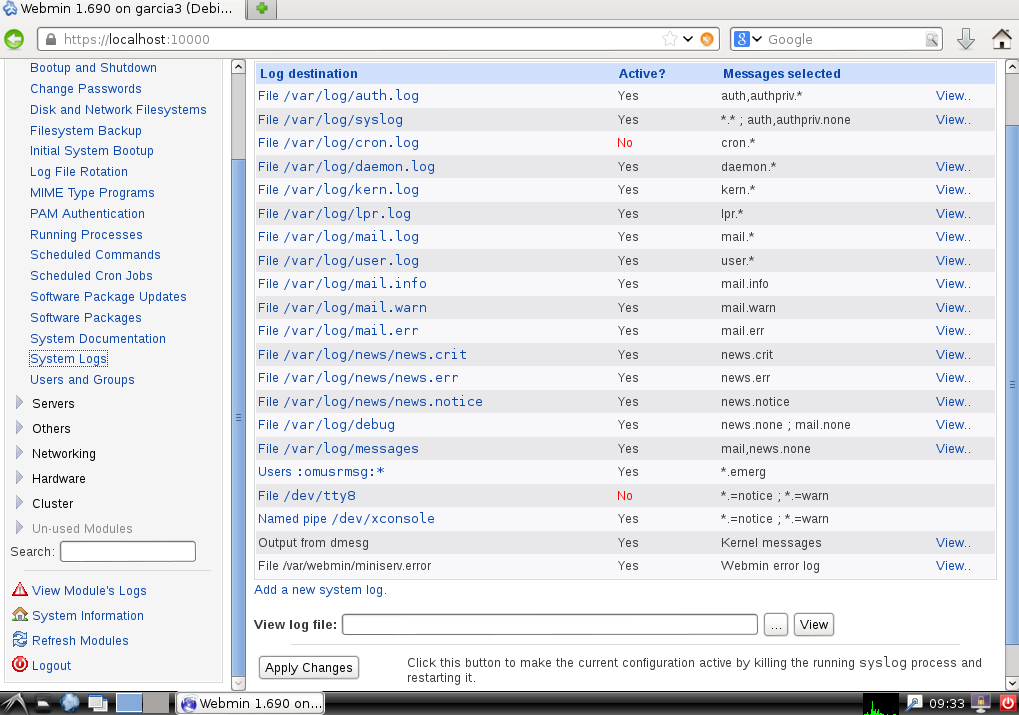 Webmin 1.690 on garcia3 (Debi...
https://localhost:10000
Google
Bootup and Shutdown
Change Passwords
Disk and Network Filesystems
Filesystem Backup
Initial System Bootup
Log File Rotation
MIME Type Programs
PAM Authentication
Running Processes
Scheduled Commands
Scheduled Cron Jobs
Software Package Updates
Software Packages
System Documentation
System Logs
Users and Groups
Servers
Others
Networking
Hardware
Cluster
Un-used Modules
Search:
View Module's Logs
System Information
Refresh Modules
Logout
Log destination Active? Messages selected
File /var/log/auth.log Yes auth,authpriv.* View..
File /var/log/syslog Yes *.* ; auth,authpriv.none View..
File /var/log/cron.log No cron.*
File /var/log/daemon.log Yes daemon.* View..
File /var/log/kern.log Yes kern.* View..
File /var/log/lpr.log Yes lpr.* View..
File /var/log/mail.log Yes mail.* View..
File /var/log/user.log Yes user.* View..
File /var/log/mail.info Yes mail.info View..
File /var/log/mail.warn Yes mail.warn View..
File /var/log/mail.err Yes mail.err View..
File /var/log/news/news.crit Yes news.crit View..
File /var/log/news/news.err Yes news.err View..
File /var/log/news/news.notice Yes news.notice View..
File /var/log/debug Yes news.none ; mail.none View..
File /var/log/messages Yes mail,news.none View..
Users :omusrmsg:* Yes *.emerg
File /dev/tty8 No *.=notice ; *.=warn
Named pipe /dev/xconsole Yes *.=notice ; *.=warn
Output from dmesg Yes Kernel messages View..
File /var/webmin/miniserv.error Yes Webmin error log View..
Add a new system log.
View log file: ... View
Apply Changes
Click this button to make the current configuration active by killing the running syslog process and
restarting it.
Webmin 1.690 on...
09:33